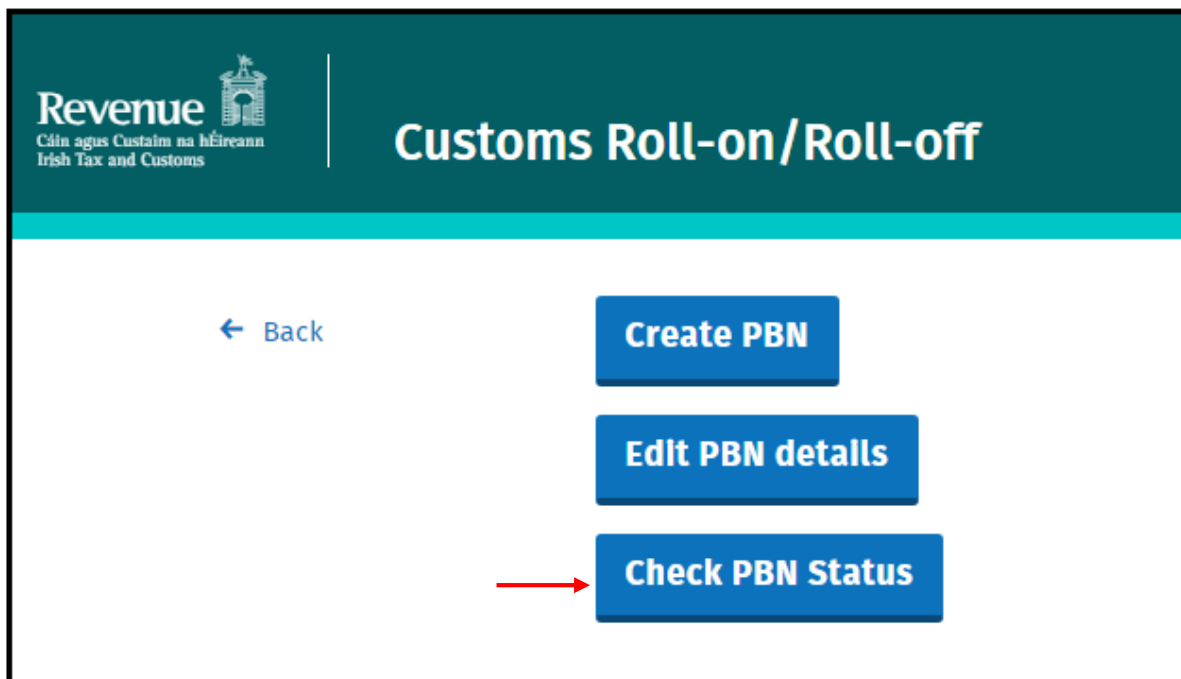 Revenue
Cáin agus Custaim na hÉireann
Irish Tax and Customs
Customs Roll-on/Roll-off
← Back
Create PBN
Edit PBN details
Check PBN Status